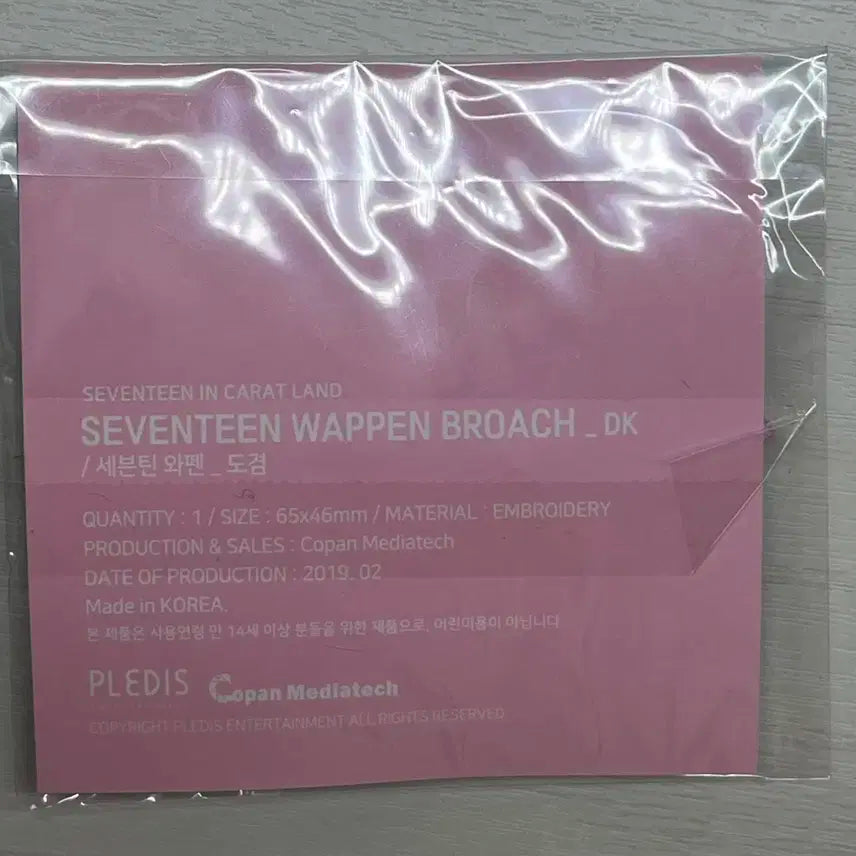 SEVENTEEN IN CARAT LAND
SEVENTEEN WAPPEN BROACH _ DK
/ 세븐틴 와펜 _ 도겸
QUANTITY : 1 / SIZE : 65x46mm / MATERIAL : EMBROIDERY
PRODUCTION & SALES : Copan Mediatech
DATE OF PRODUCTION : 2019. 02
Made in KOREA.
본 제품은 사용연령 만 14세 이상 분들을 위한 제품으로, 어린이용이 아닙니다
PLEDIS
Copan Mediatech
COPYRIGHT PLEDIS ENTERTAINMENT ALL RIGHTS RESERVED